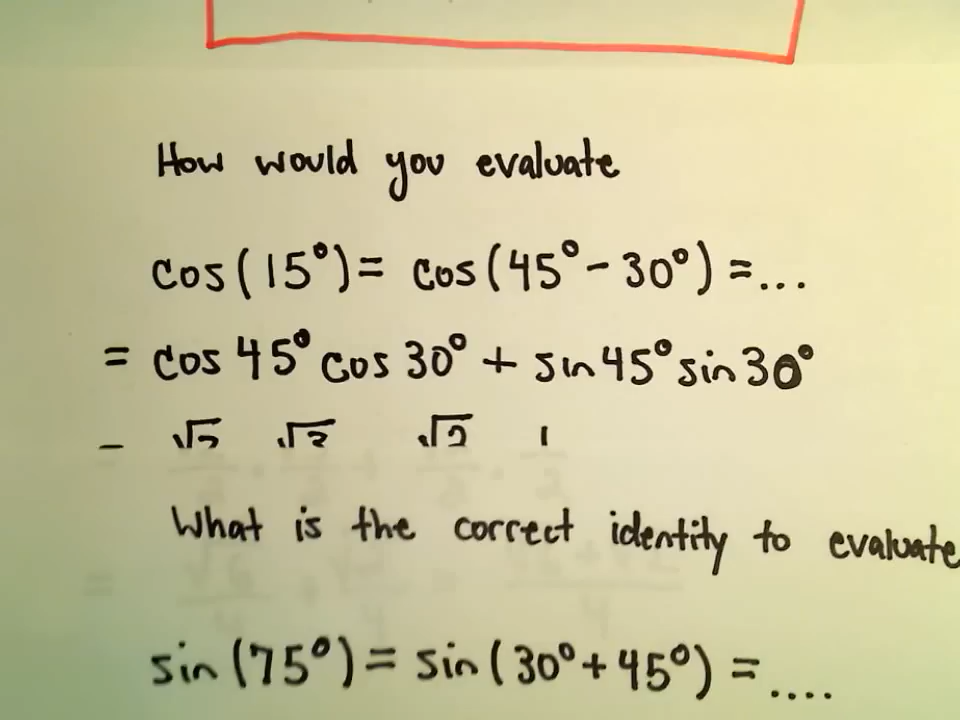 How would you evaluate
cos(15°) = cos(45° - 30°) = ...
= cos 45° cos 30° + sin 45° sin 30°
What is the correct identity to evaluate
sin(75°) = sin(30° + 45°) = ....